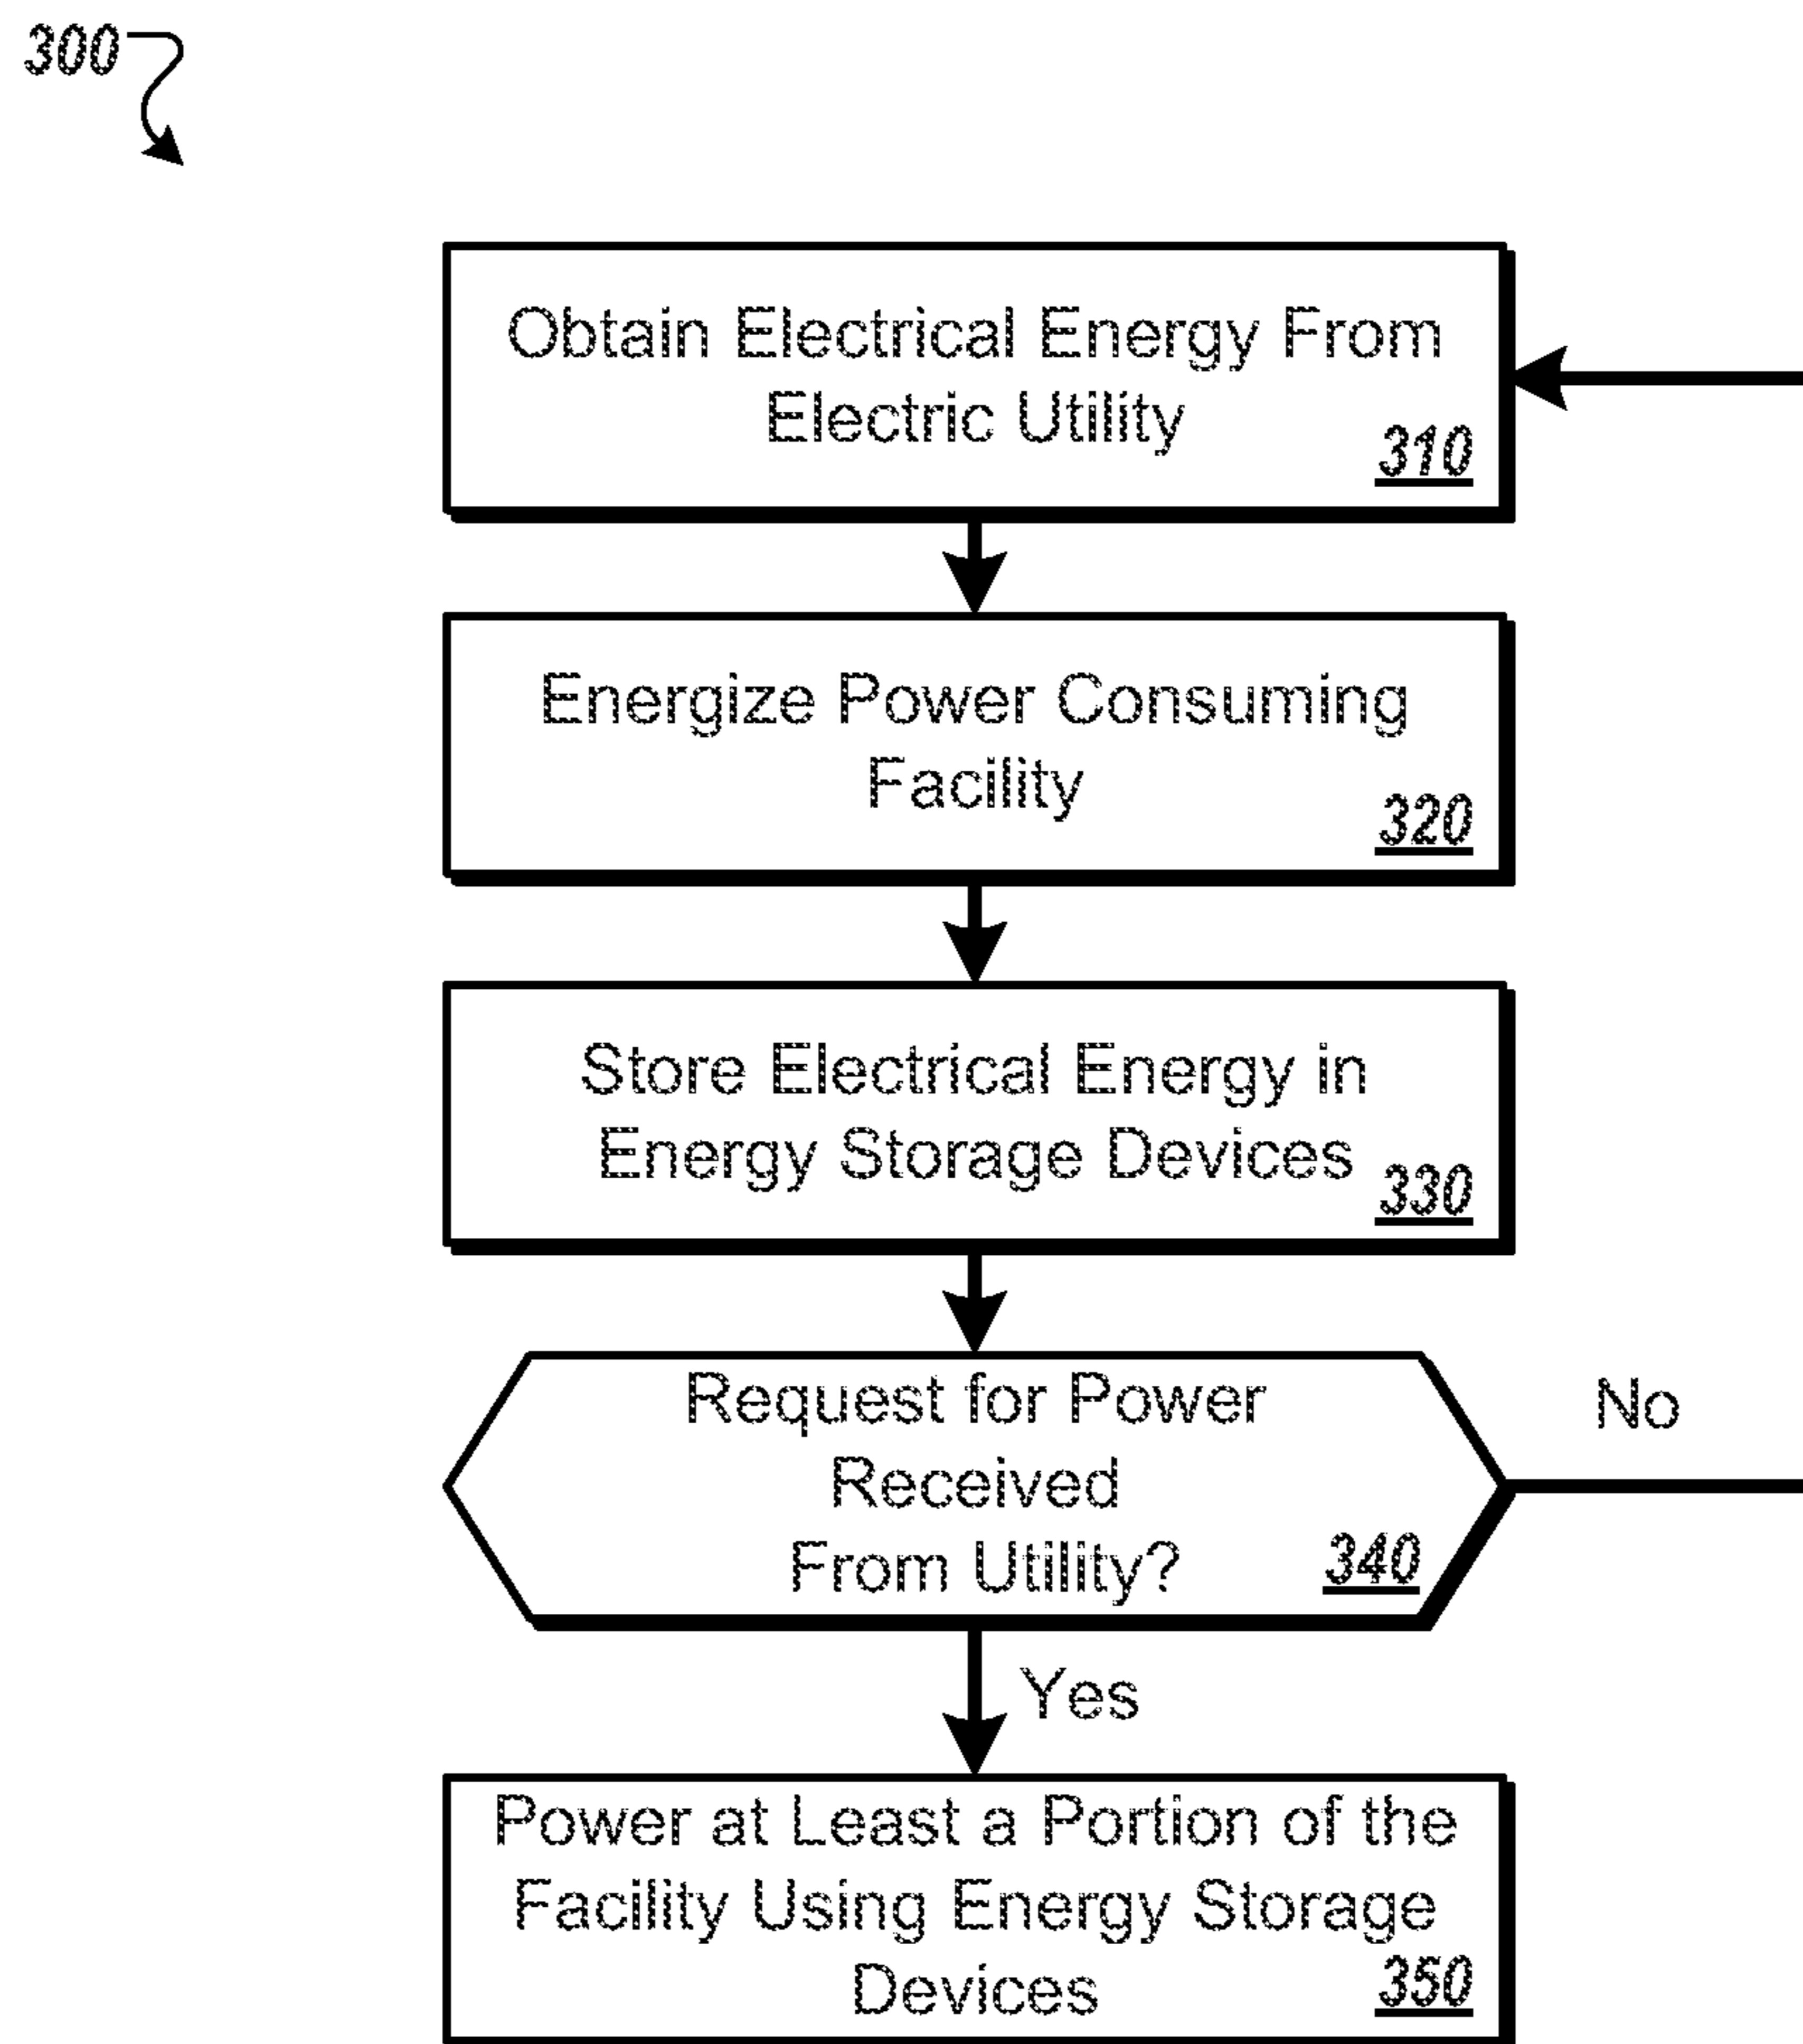 300
Obtain Electrical Energy From
Electric Utility
310
Energize Power Consuming
Facility
320
Store Electrical Energy in
Energy Storage Devices
330
Request for Power
Received
From Utility?
340
No
Yes
Power at Least a Portion of the
Facility Using Energy Storage
Devices
350